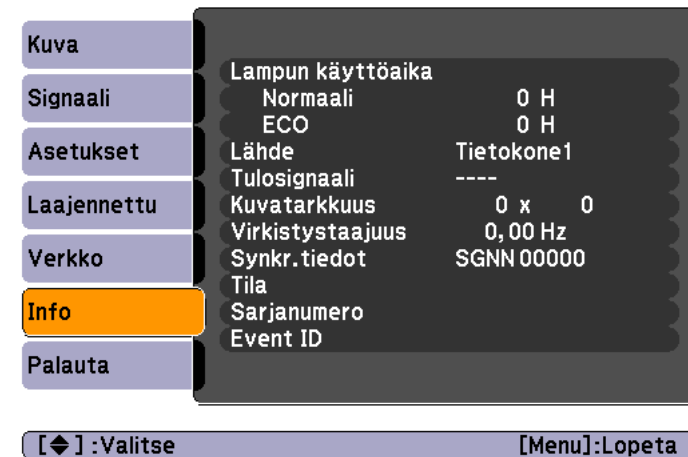 Kuva
Signaali
Asetukset
Laajennettu
Verkko
Info
Palauta
Lampun käyttöaika
Normaali 0 H
ECO 0 H
Lähde Tietokone1
Tulosignaali ----
Kuvatarkkuus 0 x 0
Virkistystaajuus 0,00 Hz
Synkr.tiedot SGNN 00000
Tila
Sarjanumero
Event ID
[◆] :Valitse [Menu]:Lopeta